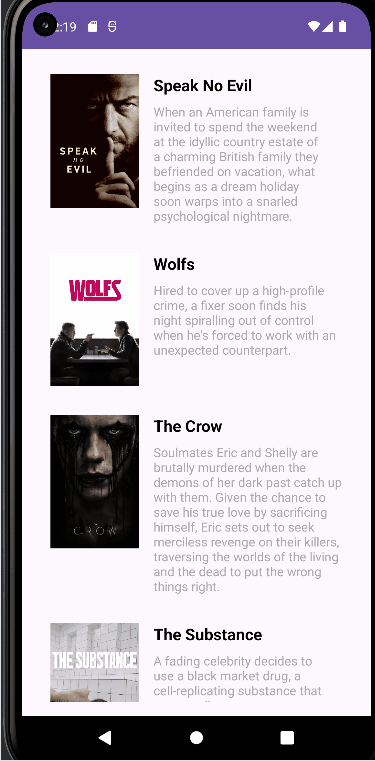 2:19
Speak No Evil
When an American family is
invited to spend the weekend
at the idyllic country estate of
a charming British family they
befriended on vacation, what
begins as a dream holiday
soon warps into a snarled
psychological nightmare.
SPEAK
no
EVIL
Wolfs
Hired to cover up a high-profile
crime, a fixer soon finds his
night spiralling out of control
when he's forced to work with an
unexpected counterpart.
WOLFS
The Crow
Soulmates Eric and Shelly are
brutally murdered when the
demons of her dark past catch up
with them. Given the chance to
save his true love by sacrificing
himself, Eric sets out to seek
merciless revenge on their killers,
traversing the worlds of the living
and the dead to put the wrong
things right.
CROW
The Substance
A fading celebrity decides to
use a black market drug, a
cell-replicating substance that
THE SUBSTANCE